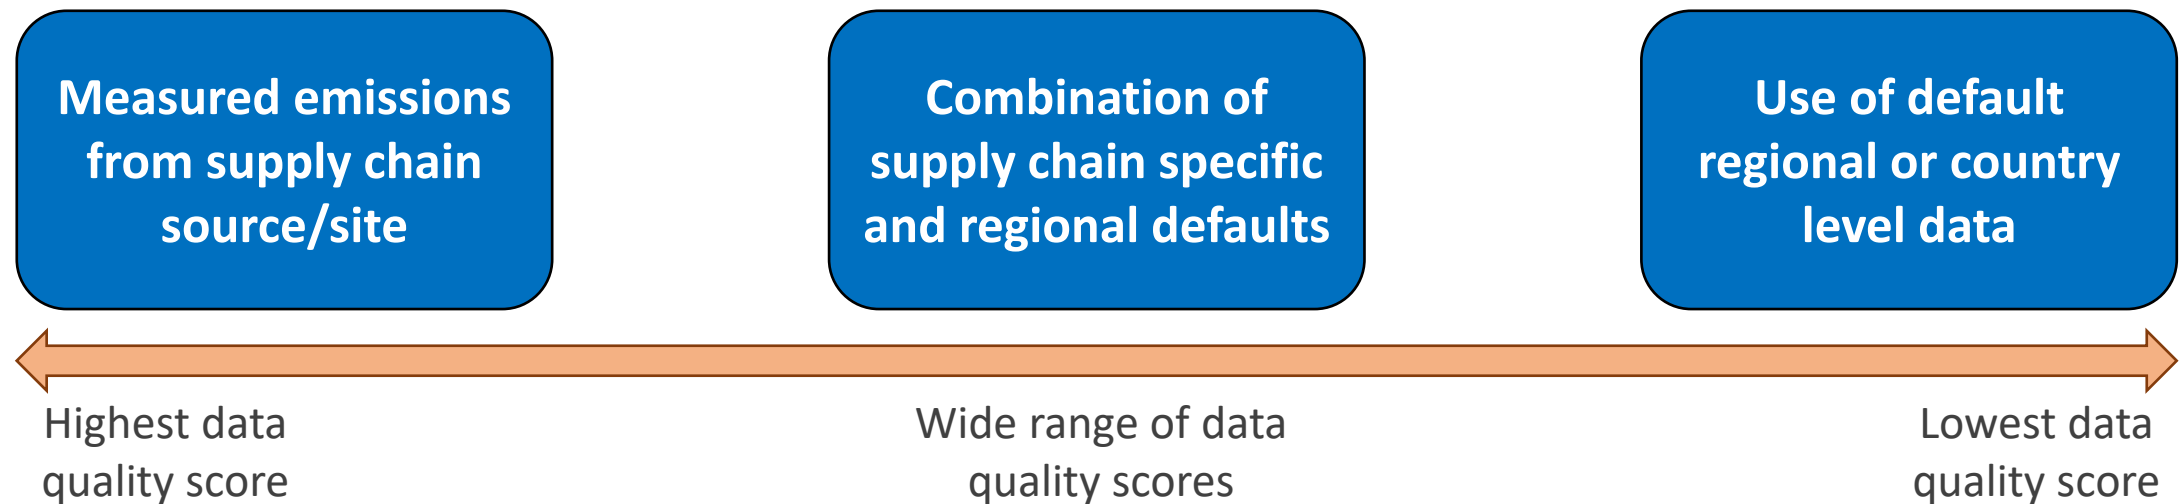 Measured emissions
from supply chain
source/site
Combination of
supply chain specific
and regional defaults
Use of default
regional or country
level data
Highest data
quality score
Wide range of data
quality scores
Lowest data
quality score